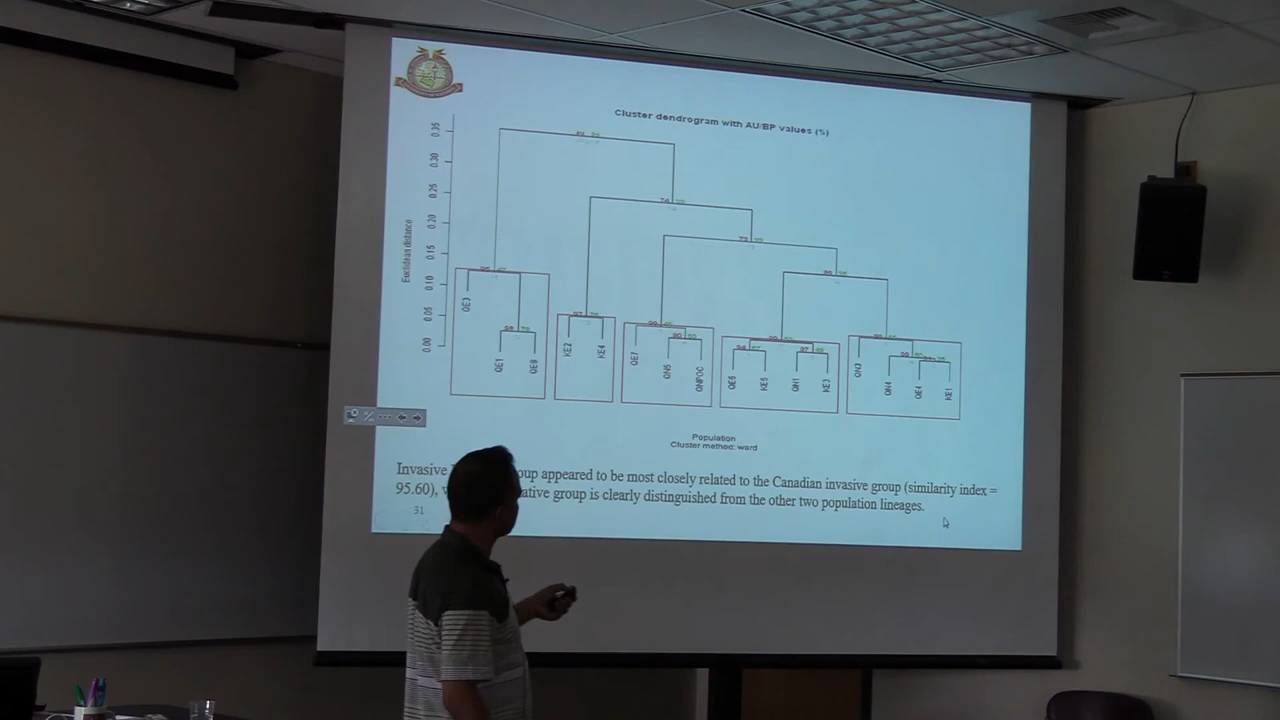 Cluster dendrogram with AU/BP values (%)
Euclidean distance
0.35
0.30
0.25
0.20
0.15
0.10
0.05
0.00
74
73
QE3
QE1
QE8
KE2
KE4
QE7
QN5
QNPOC
QE6
KE5
QN1
KE3
QN3
QN4
QE4
KE1
Population
Cluster method: ward
Invasive oup appeared to be most closely related to the Canadian invasive group (similarity index =
95.60), ative group is clearly distinguished from the other two population lineages.
31